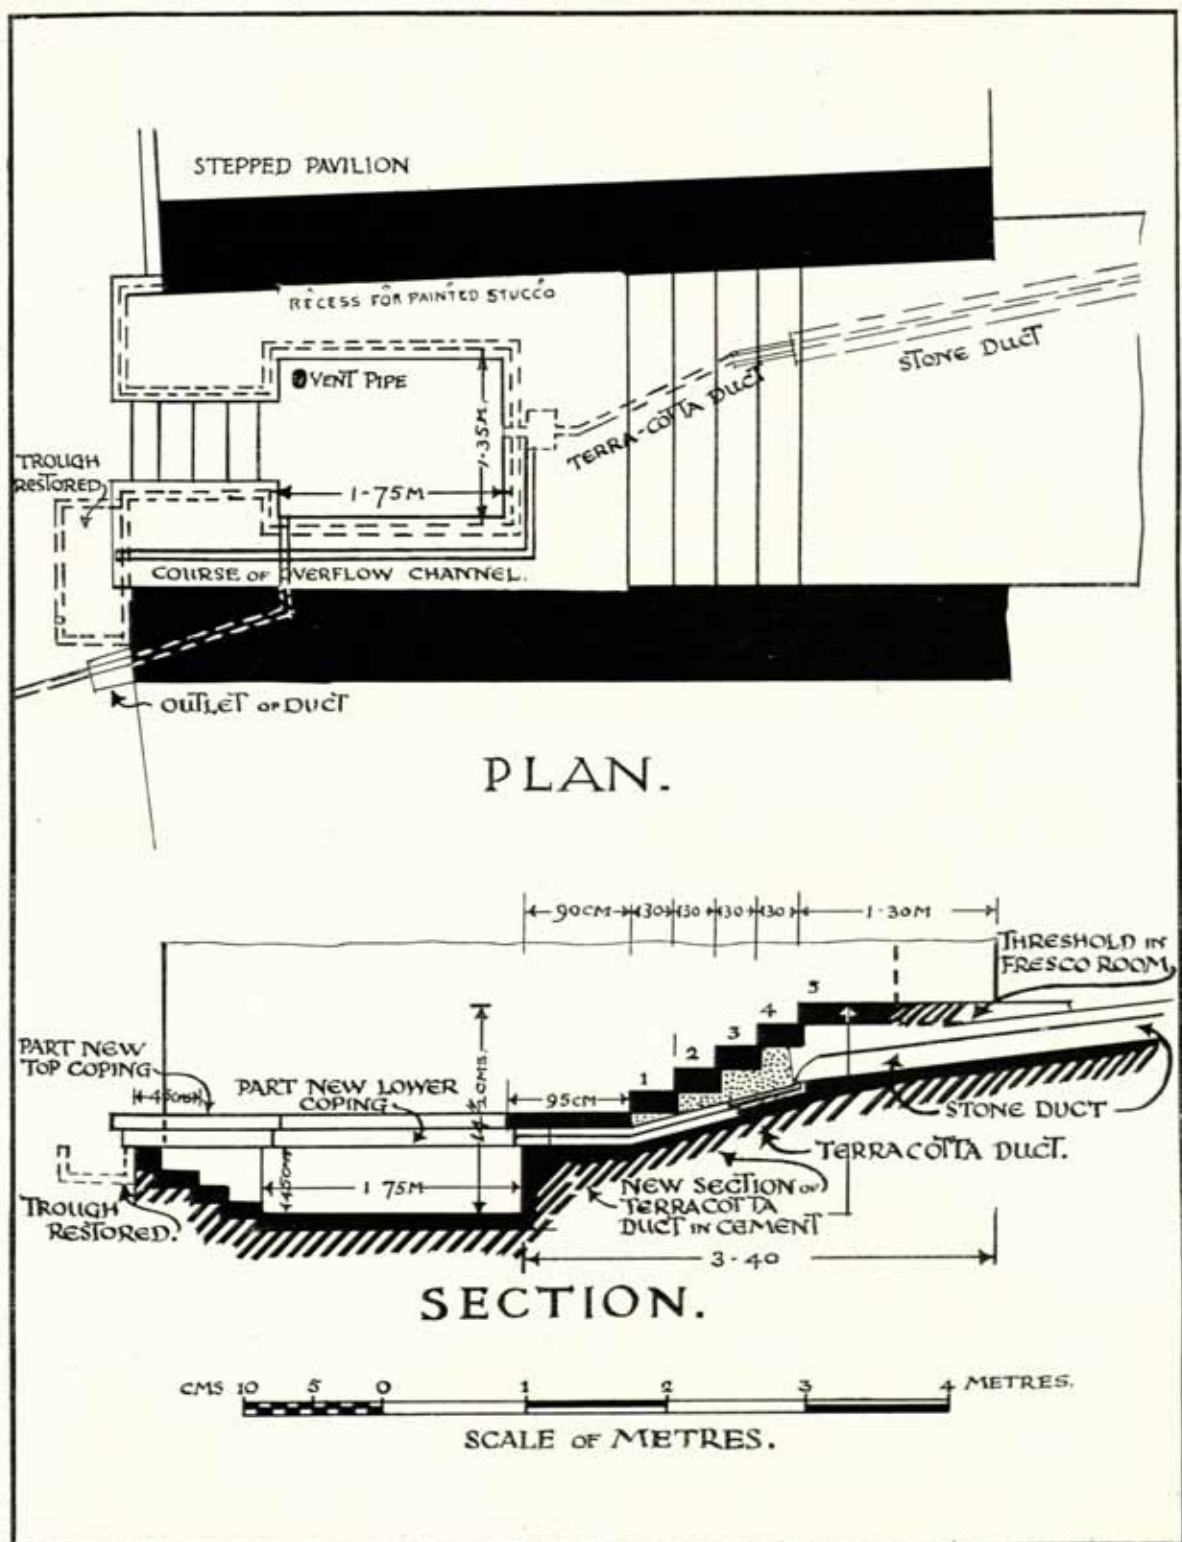 STEPPED PAVILION
RECESS FOR PAINTED STUCCO
VENT PIPE
1·35M.
STONE DUCT
TERRA-COTTA DUCT
TROUGH
RESTORED
1-75M
COURSE OF OVERFLOW CHANNEL.
OUTLET OF DUCT
PLAN.
90CM
30
30
30
30
1·30M
THRESHOLD IN
FRESCO ROOM
5
4
3
2
1
PART NEW
TOP COPING
45cms
PART NEW LOWER
COPING
95CM
STONE DUCT
TERRACOTTA DUCT.
45cm
1 75M
NEW SECTION OF
TERRACOTTA
DUCT IN CEMENT
TROUGH
RESTORED.
3-40
SECTION.
CMS 10 5 0 1 2 3 4 METRES.
SCALE OF METRES.